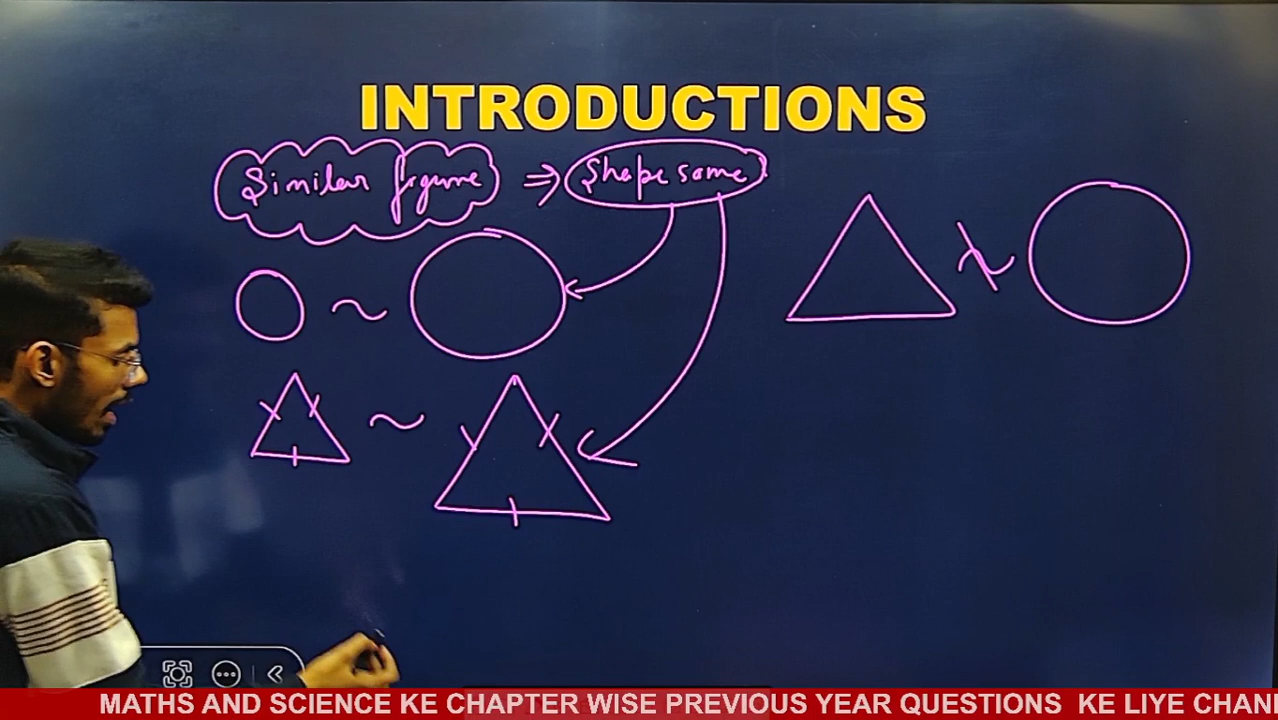 INTRODUCTIONS
Similar figure ⇒ Shape same
~
~
MATHS AND SCIENCE KE CHAPTER WISE PREVIOUS YEAR QUESTIONS KE LIYE CHAN